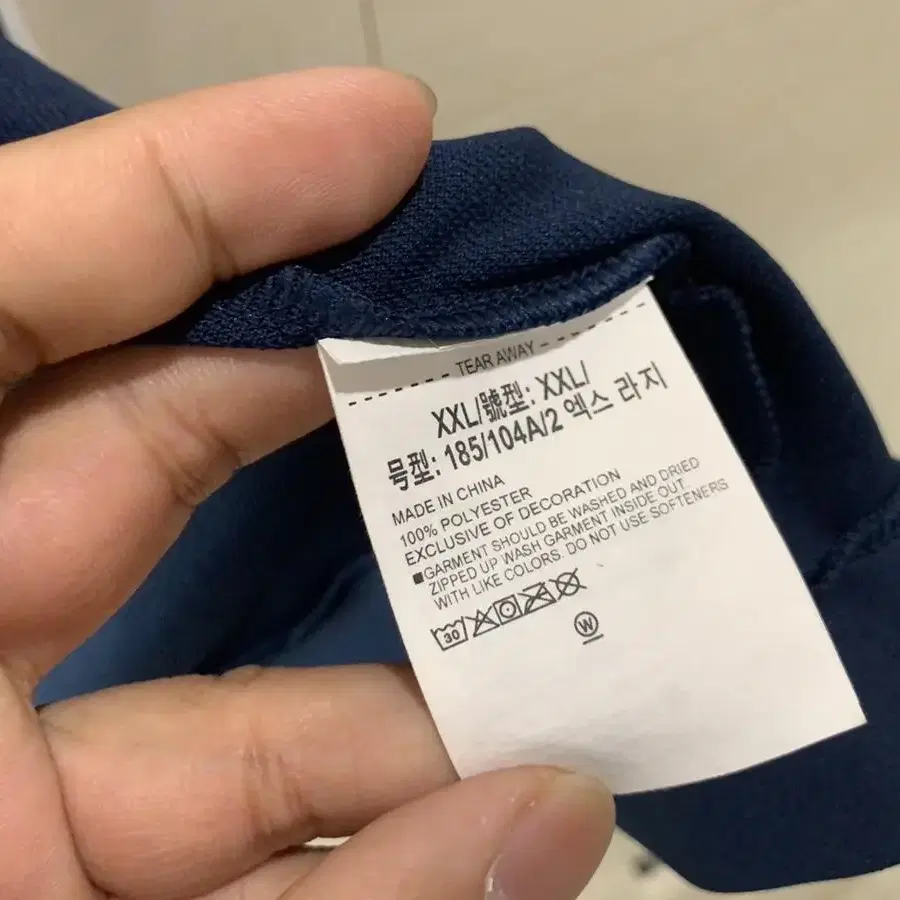 TEAR AWAY
XXL/號型: XXL/
号型: 185/104A/2 엑스 라지
MADE IN CHINA
100% POLYESTER
EXCLUSIVE OF DECORATION
■GARMENT SHOULD BE WASHED AND DRIED
ZIPPED UP WASH GARMENT INSIDE OUT.
WITH LIKE COLORS. DO NOT USE SOFTENERS
30
W